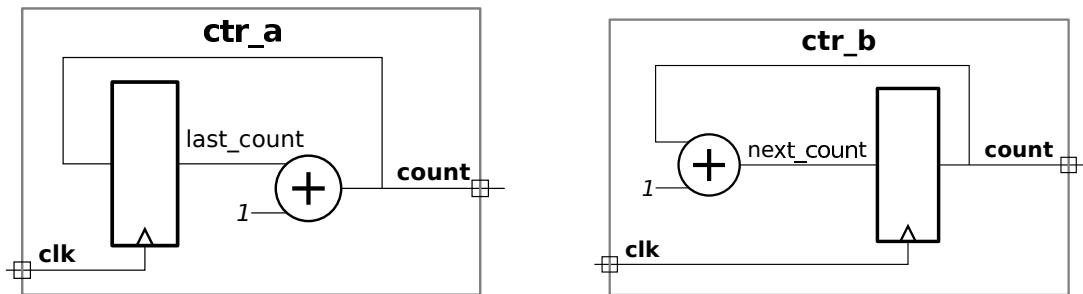 ctr_a
last_count
count
1
clk
ctr_b
next_count
count
1
clk